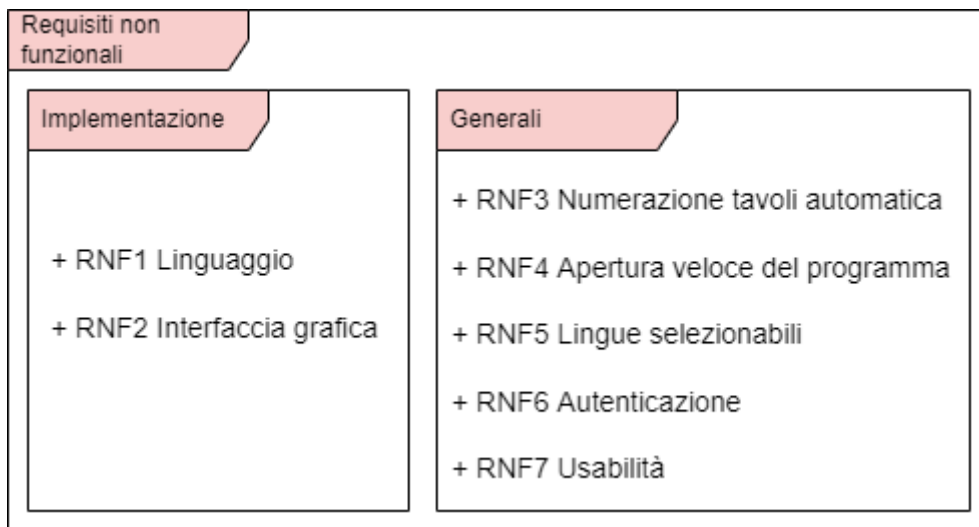 Requisiti non
funzionali
Implementazione
+ RNF1 Linguaggio
+ RNF2 Interfaccia grafica
Generali
+ RNF3 Numerazione tavoli automatica
+ RNF4 Apertura veloce del programma
+ RNF5 Lingue selezionabili
+ RNF6 Autenticazione
+ RNF7 Usabilità